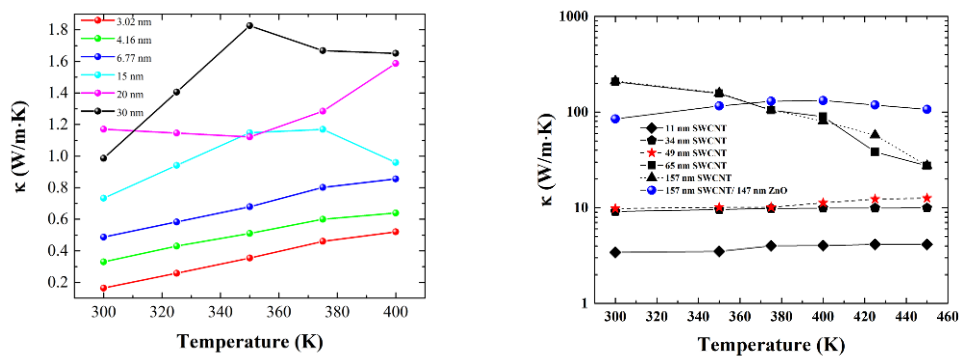 1.8
1.6
1.4
1.2
1.0
0.8
0.6
0.4
0.2
κ (W/m·K)
3.02 nm
4.16 nm
6.77 nm
15 nm
20 nm
30 nm
300 320 340 360 380 400
Temperature (K)
1000
100
10
1
κ (W/m·K)
11 nm SWCNT
34 nm SWCNT
49 nm SWCNT
65 nm SWCNT
157 nm SWCNT
157 nm SWCNT/ 147 nm ZnO
300 320 340 360 380 400 420 440 460
Temperature (K)